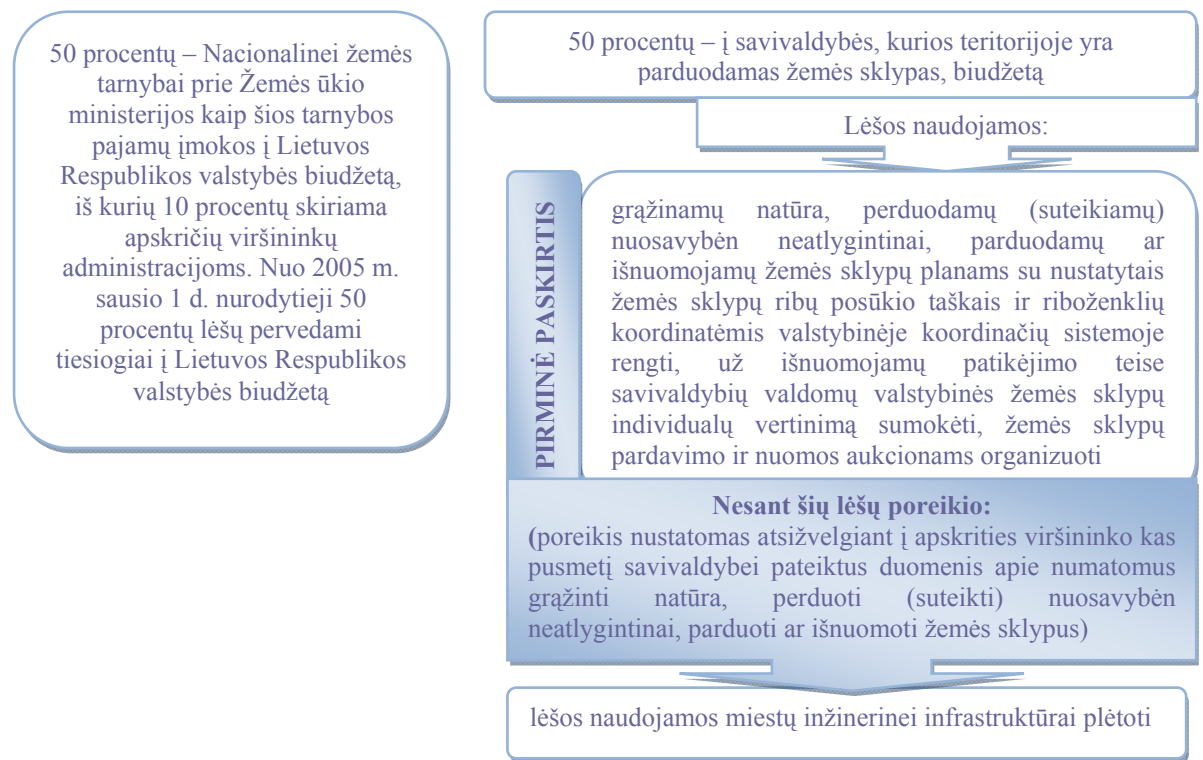 50 procentų – Nacionalinei žemės
tarnybai prie Žemės ūkio
ministerijos kaip šios tarnybos
pajamų įmokos į Lietuvos
Respublikos valstybės biudžetą,
iš kurių 10 procentų skiriama
apskričių viršininkų
administracijoms. Nuo 2005 m.
sausio 1 d. nurodytieji 50
procentų lėšų pervedami
tiesiogiai į Lietuvos Respublikos
valstybės biudžetą
50 procentų – į savivaldybės, kurios teritorijoje yra
parduodamas žemės sklypas, biudžetą
Lėšos naudojamos:
PIRMINĖ PASKIRTIS
grąžinamų natūra, perduodamų (suteikiamų)
nuosavybėn neatlygintinai, parduodamų ar
išnuomojamų žemės sklypų planams su nustatytais
žemės sklypų ribų posūkio taškais ir riboženklių
koordinatėmis valstybinėje koordinačių sistemoje
rengti, už išnuomojamų patikėjimo teise
savivaldybių valdomų valstybinės žemės sklypų
individualų vertinimą sumokėti, žemės sklypų
pardavimo ir nuomos aukcionams organizuoti
Nesant šių lėšų poreikio:
(poreikis nustatomas atsižvelgiant į apskrities viršininko kas
pusmetį savivaldybei pateiktus duomenis apie numatomus
grąžinti natūra, perduoti (suteikti) nuosavybėn
neatlygintinai, parduoti ar išnuomoti žemės sklypus)
lėšos naudojamos miestų inžinerinei infrastruktūrai plėtoti